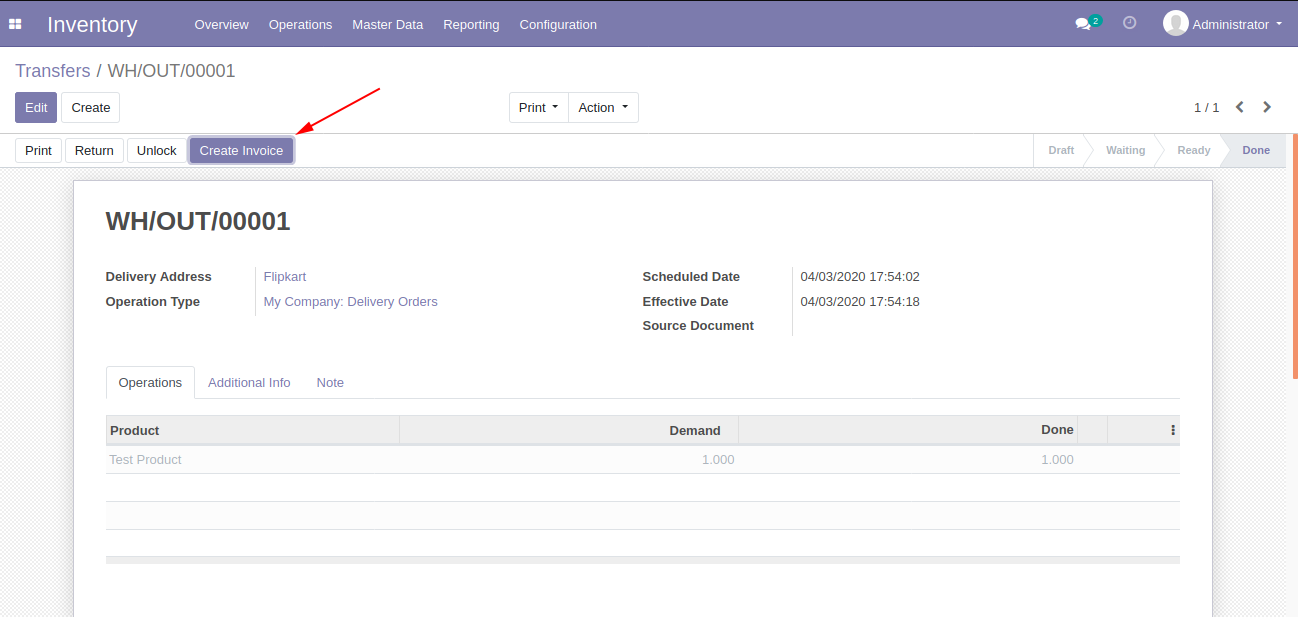 Inventory Overview Operations Master Data Reporting Configuration 2 Administrator
Transfers / WH/OUT/00001
Edit Create Print Action 1 / 1
Print Return Unlock Create Invoice Draft Waiting Ready Done
WH/OUT/00001
Delivery Address Flipkart Scheduled Date 04/03/2020 17:54:02
Operation Type My Company: Delivery Orders Effective Date 04/03/2020 17:54:18
Source Document
Operations Additional Info Note
Product Demand Done
Test Product 1.000 1.000